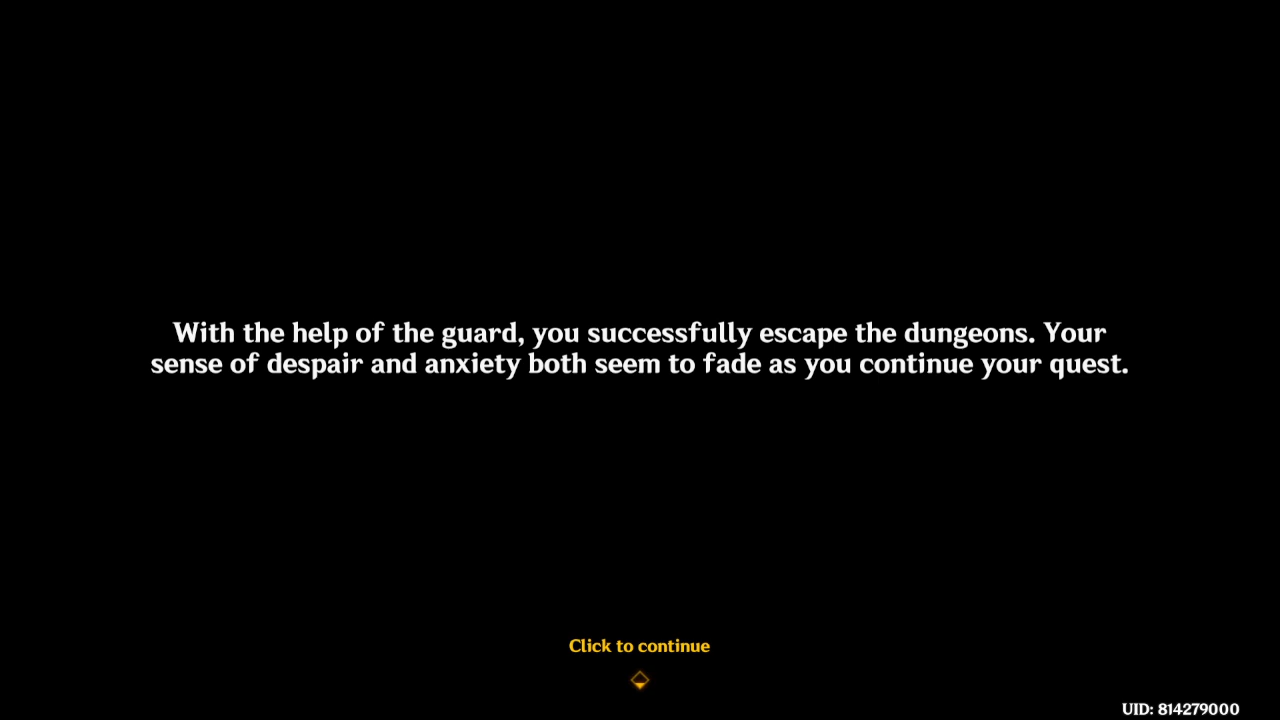 With the help of the guard, you successfully escape the dungeons. Your
sense of despair and anxiety both seem to fade as you continue your quest.
Click to continue
UID: 814279000